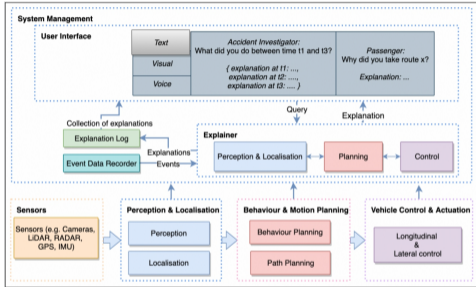 System Management
User Interface
Text
Visual
Voice
Accident Investigator:
What did you do between time t1 and t3?
{ explanation at t1: ...,
explanation at t2: ....,
explanation at t3: .... )
Passenger:
Why did you take route x?
Explanation: ...
Collection of explanations
Query
Explanation
Explanation Log
Event Data Recorder
Explanations
Events
Explainer
Perception & Localisation
Planning
Control
Sensors
Sensors (e.g. Cameras,
LiDAR, RADAR,
GPS, IMU)
Perception & Localisation
Perception
Localisation
Behaviour & Motion Planning
Behaviour Planning
Path Planning
Vehicle Control & Actuation
Longitudinal
&
Lateral control